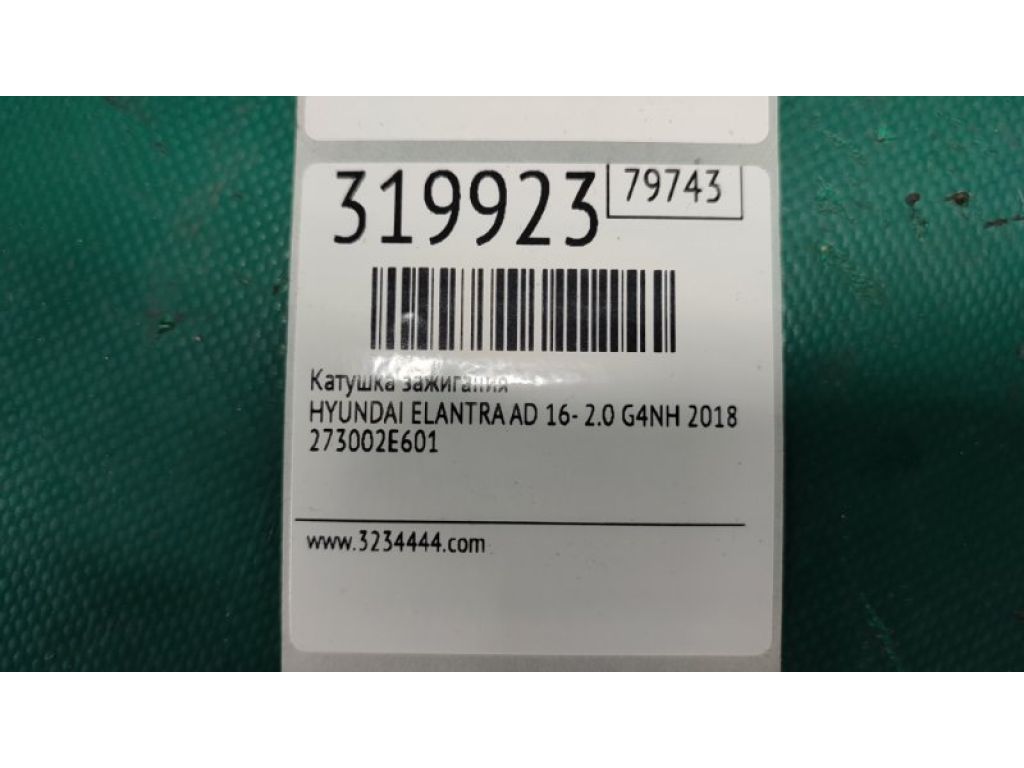 319923
79743
Катушка зажигания
HYUNDAI ELANTRA AD 16- 2.0 G4NH 2018
273002E601
www.3234444.com